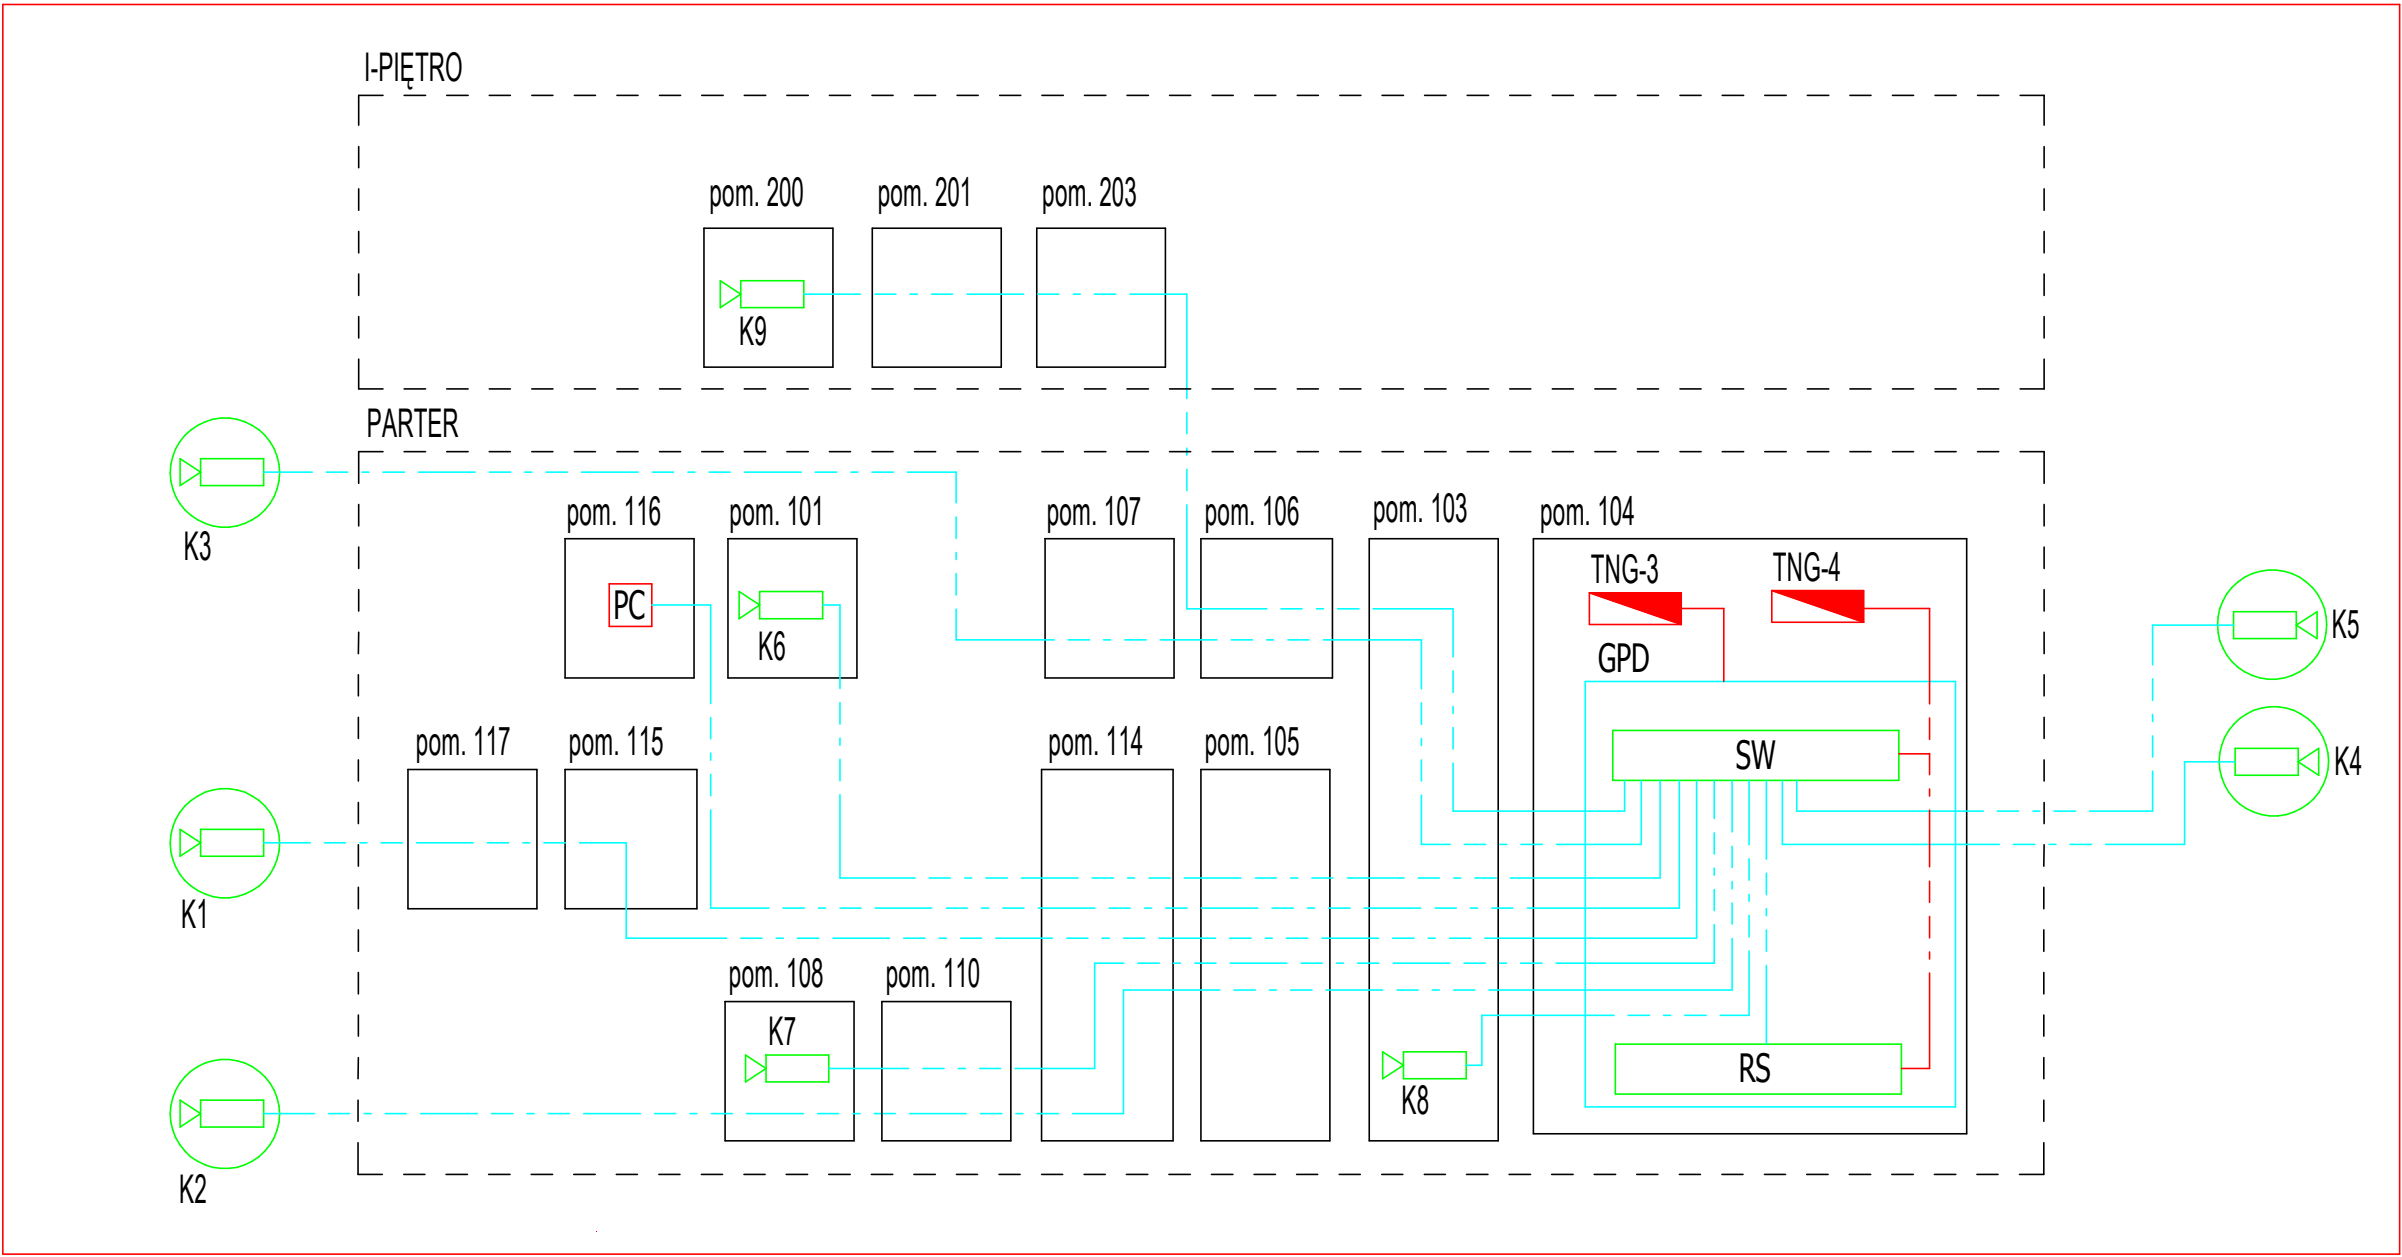 I-PIĘTRO
pom. 200
pom. 201
pom. 203
K9
PARTER
K3
pom. 116
pom. 101
pom. 107
pom. 106
pom. 103
pom. 104
TNG-3
TNG-4
PC
K6
GPD
K5
pom. 117
pom. 115
pom. 114
pom. 105
SW
K4
K1
pom. 108
pom. 110
K7
K8
RS
K2